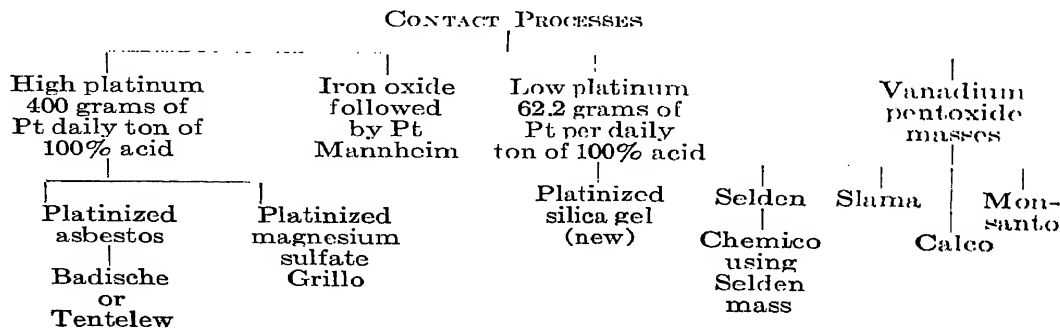 CONTACT PROCESSES
High platinum
400 grams of
Pt daily ton of
100% acid
Iron oxide
followed
by Pt
Mannheim
Low platinum
62.2 grams of
Pt per daily
ton of 100% acid
Vanadium
pentoxide
masses
Platinized
asbestos
Badische
or
Tentelew
Platinized
magnesium
sulfate
Grillo
Platinized
silica gel
(new)
Selden
Chemico
using
Selden
mass
Slama
Calco
Mon-
santo